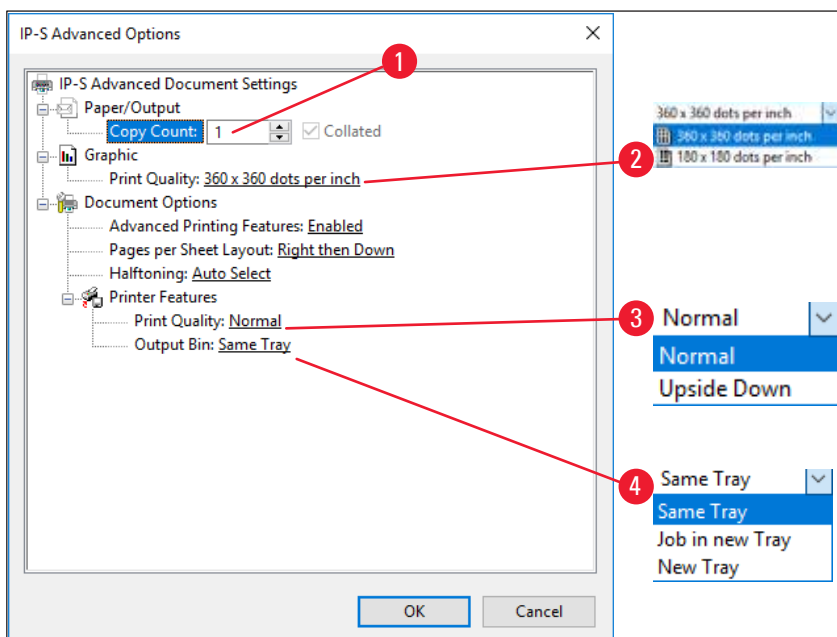 IP-S Advanced Options
1
IP-S Advanced Document Settings
Paper/Output
Copy Count: 1 Collated
Graphic
Print Quality: 360 x 360 dots per inch
Document Options
Advanced Printing Features: Enabled
Pages per Sheet Layout: Right then Down
Halftoning: Auto Select
Printer Features
Print Quality: Normal
Output Bin: Same Tray
OK Cancel
2
360 x 360 dots per inch
360 x 360 dots per inch
180 x 180 dots per inch
3
Normal
Normal
Upside Down
4
Same Tray
Same Tray
Job in new Tray
New Tray